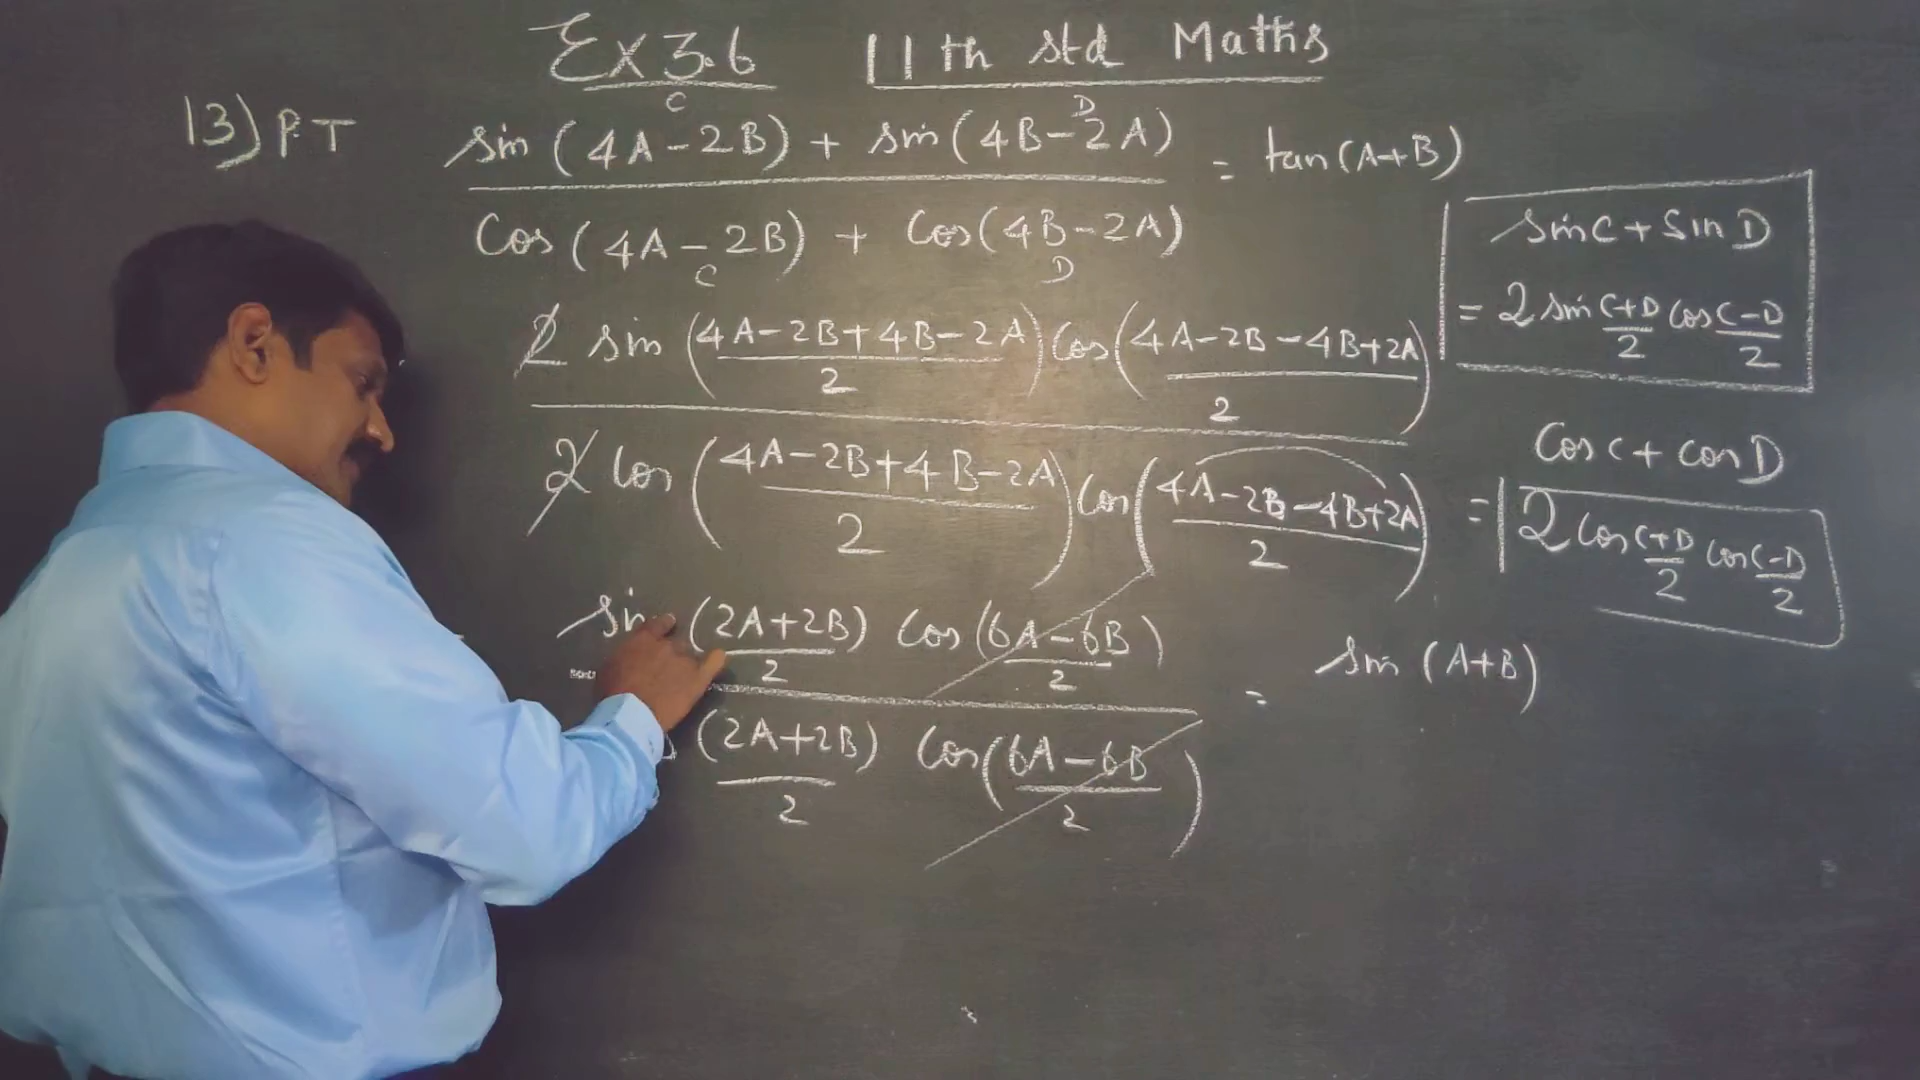 Ex 3.6 11th std Maths
C D
13) P.T sin (4A-2B) + sin (4B-2A) = tan (A+B)
Cos (4A-2B) + Cos (4B-2A)
C D
sin C + sin D
= 2 sin C+D/2 cos C-D/2
2 sin (4A-2B+4B-2A/2) Cos (4A-2B-4B+2A/2)
2 Cos (4A-2B+4B-2A/2) Cos (4A-2B-4B+2A/2)
Cos C + cos D
= 2 Cos C+D/2 cos C-D/2
sin (2A+2B)/2 Cos (6A-6B/2) = sin (A+B)
(2A+2B)/2 Cos (6A-6B/2)